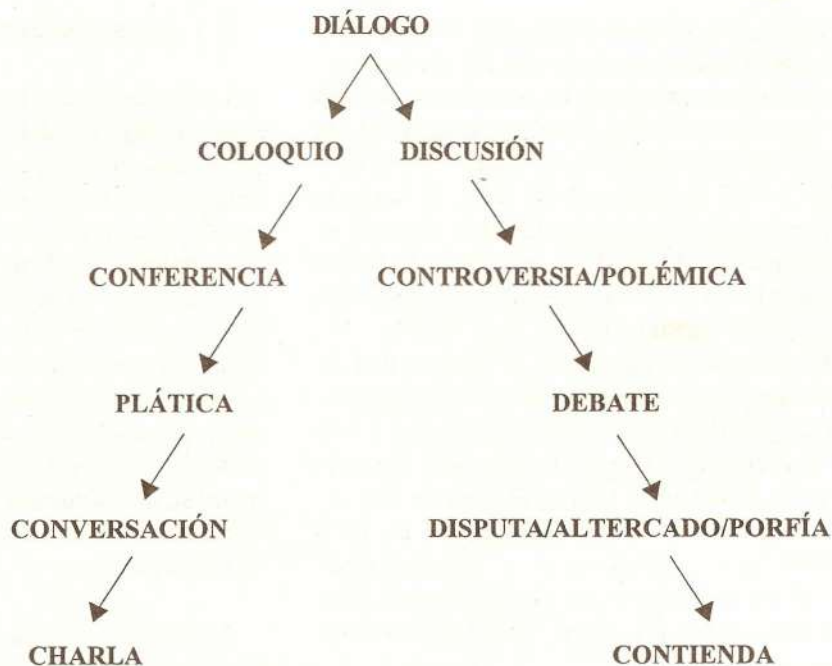 DIÁLOGO
COLOQUIO DISCUSIÓN
CONFERENCIA CONTROVERSIA/POLÉMICA
PLÁTICA DEBATE
CONVERSACIÓN DISPUTA/ALTERCADO/PORFÍA
CHARLA CONTIENDA